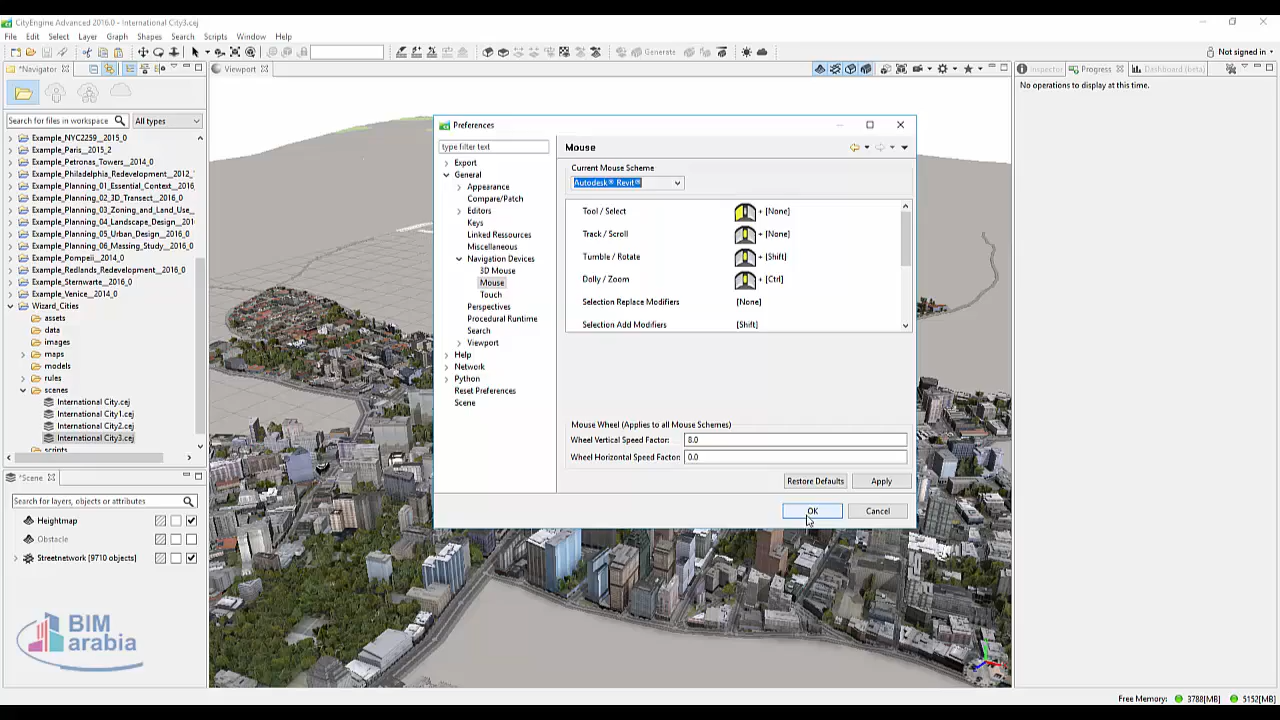 CityEngine Advanced 2016.0 - International City3.cej
File Edit Select Layer Graph Shapes Search Scripts Window Help
Generate
Not signed in
*Navigator
Viewport
Inspector
Progress
Dashboard (beta)
No operations to display at this time.
Search for files in workspace
All types
Example_NYC2259__2015_0
Example_Paris__2015_2
Example_Petronas_Towers__2014_0
Example_Philadelphia_Redevelopment__2012_
Example_Planning_01_Essential_Context__2016
Example_Planning_02_3D_Transect__2016_0
Example_Planning_03_Zoning_and_Land_Use_
Example_Planning_04_Landscape_Design__201
Example_Planning_05_Urban_Design__2016_0
Example_Planning_06_Massing_Study__2016_0
Example_Pompeii__2014_0
Example_Redlands_Redevelopment__2016_0
Example_Sternwarte__2016_0
Example_Venice__2014_0
Wizard_Cities
assets
data
images
maps
models
rules
scenes
International City.cej
International City1.cej
International City2.cej
International City3.cej
scripts
*Scene
Search for layers, objects or attributes
Heightmap
Obstacle
Streetnetwork [9710 objects]
BIM
arabia
Preferences
type filter text
Export
General
Appearance
Compare/Patch
Editors
Keys
Linked Resources
Miscellaneous
Navigation Devices
3D Mouse
Mouse
Touch
Perspectives
Procedural Runtime
Search
Viewport
Help
Network
Python
Reset Preferences
Scene
Mouse
Current Mouse Scheme
Autodesk® Revit®
Tool / Select + [None]
Track / Scroll + [None]
Tumble / Rotate + [Shift]
Dolly / Zoom + [Ctrl]
Selection Replace Modifiers [None]
Selection Add Modifiers [Shift]
Mouse Wheel (Applies to all Mouse Schemes)
Wheel Vertical Speed Factor: 8.0
Wheel Horizontal Speed Factor: 0.0
Restore Defaults
Apply
OK
Cancel
Free Memory: 3788[MB] 5152[MB]